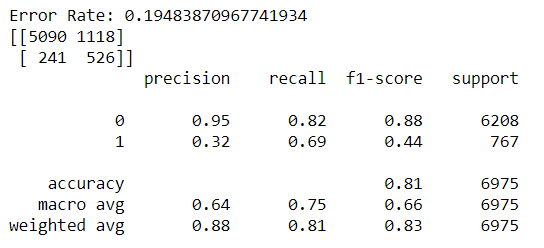 Error Rate: 0.19483870967741934
[[5090 1118]
 [ 241  526]]
              precision    recall  f1-score   support

           0       0.95      0.82      0.88      6208
           1       0.32      0.69      0.44       767

    accuracy                           0.81      6975
   macro avg       0.64      0.75      0.66      6975
weighted avg       0.88      0.81      0.83      6975